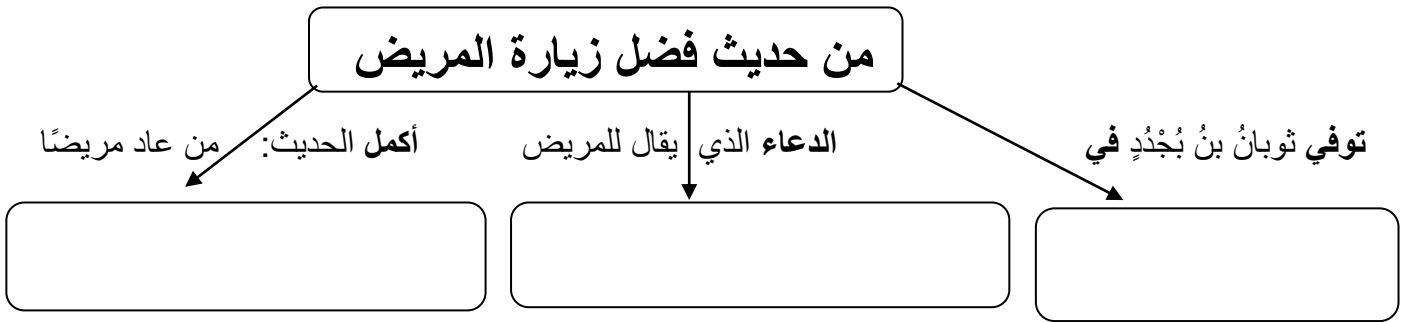 من حديث فضل زيارة المريض
توفي ثوبانُ بنُ بُجْدُدٍ في
الدعاء الذي يقال للمريض
أكمل الحديث: من عاد مريضًا